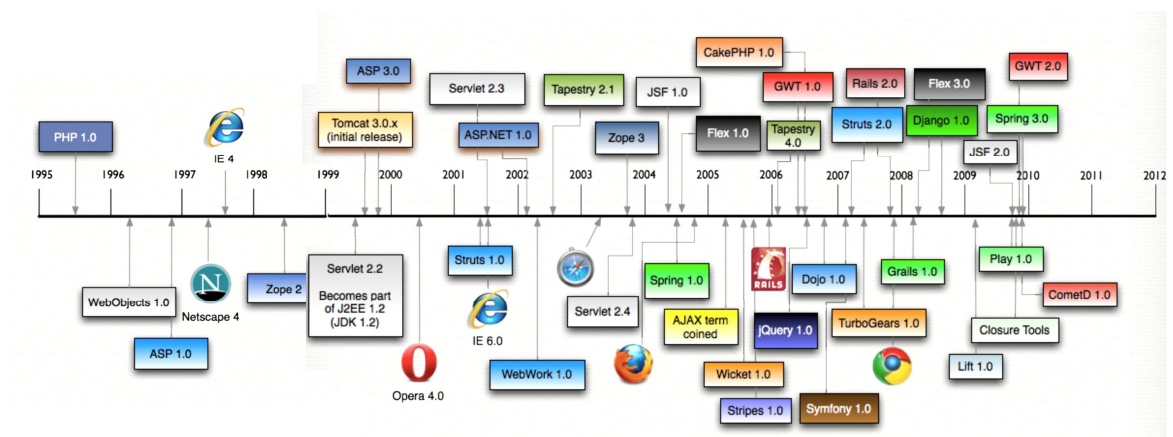 CakePHP 1.0
GWT 2.0
ASP 3.0
Servlet 2.3
Tapestry 2.1
JSF 1.0
GWT 1.0
Rails 2.0
Flex 3.0
PHP 1.0
IE 4
Tomcat 3.0.x
(initial release)
ASP.NET 1.0
Zope 3
Flex 1.0
Tapestry
4.0
Struts 2.0
Django 1.0
Spring 3.0
JSF 2.0
1995 1996 1997 1998 1999 2000 2001 2002 2003 2004 2005 2006 2007 2008 2009 2010 2011 2012
WebObjects 1.0
Netscape 4
Zope 2
Servlet 2.2
Becomes part
of J2EE 1.2
(JDK 1.2)
Struts 1.0
Spring 1.0
RAILS
Dojo 1.0
Grails 1.0
Play 1.0
CometD 1.0
ASP 1.0
Opera 4.0
IE 6.0
Servlet 2.4
AJAX term
coined
jQuery 1.0
TurboGears 1.0
Closure Tools
WebWork 1.0
Wicket 1.0
Lift 1.0
Stripes 1.0
Symfony 1.0